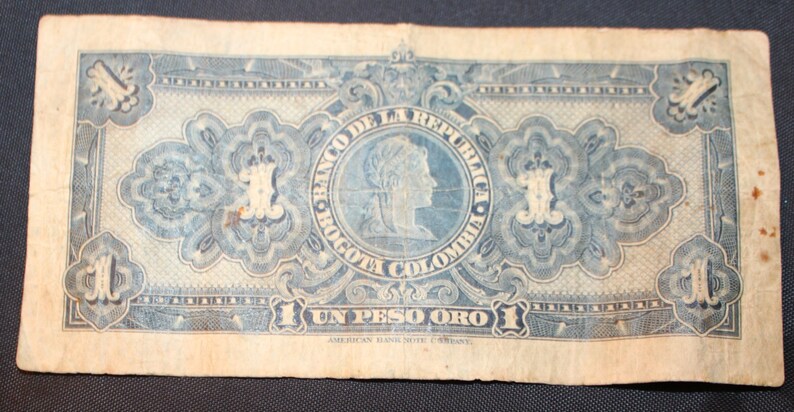 1 1
BANCO DE LA REPUBLICA
1 1
BOGOTA COLOMBIA
1 1
1 UN PESO ORO 1
AMERICAN BANK NOTE COMPANY.